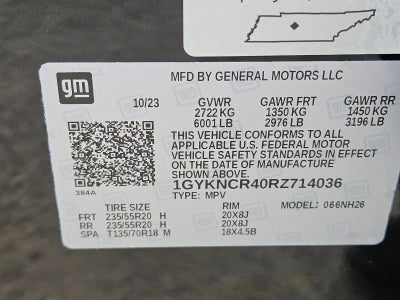 gm
MFD BY GENERAL MOTORS LLC
10/23 GVWR GAWR FRT GAWR RR
2722 KG 1350 KG 1450 KG
6001 LB 2976 LB 3196 LB
THIS VEHICLE CONFORMS TO ALL
APPLICABLE U.S. FEDERAL MOTOR
VEHICLE SAFETY STANDARDS IN EFFECT
ON THE DATE OF MANUFACTURE
SHOWN ABOVE.
1GYKNCR40RZ714036
384A
TYPE: MPV MODEL: 066NH26
TIRE SIZE RIM
FRT 235/55R20 H 20X8J
RR 235/55R20 H 20X8J
SPA T135/70R18 M 18X4.5B